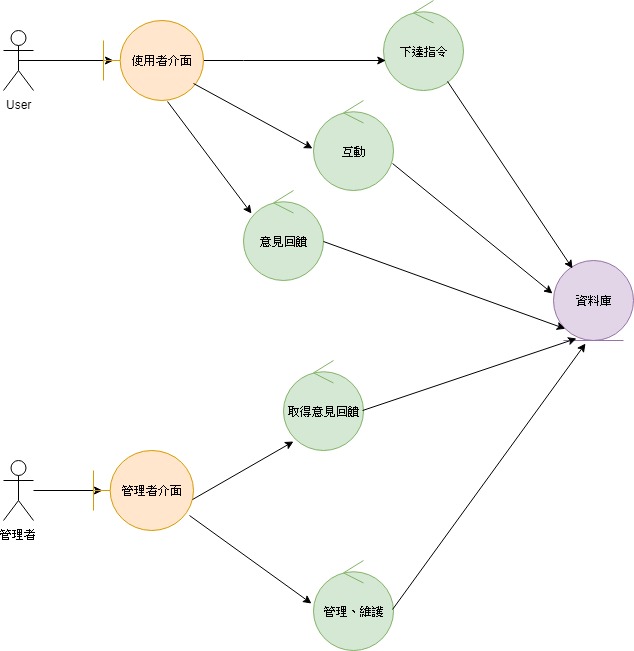 下達指令
使用者介面
User
互動
意見回饋
資料庫
取得意見回饋
管理者介面
管理者
管理、維護